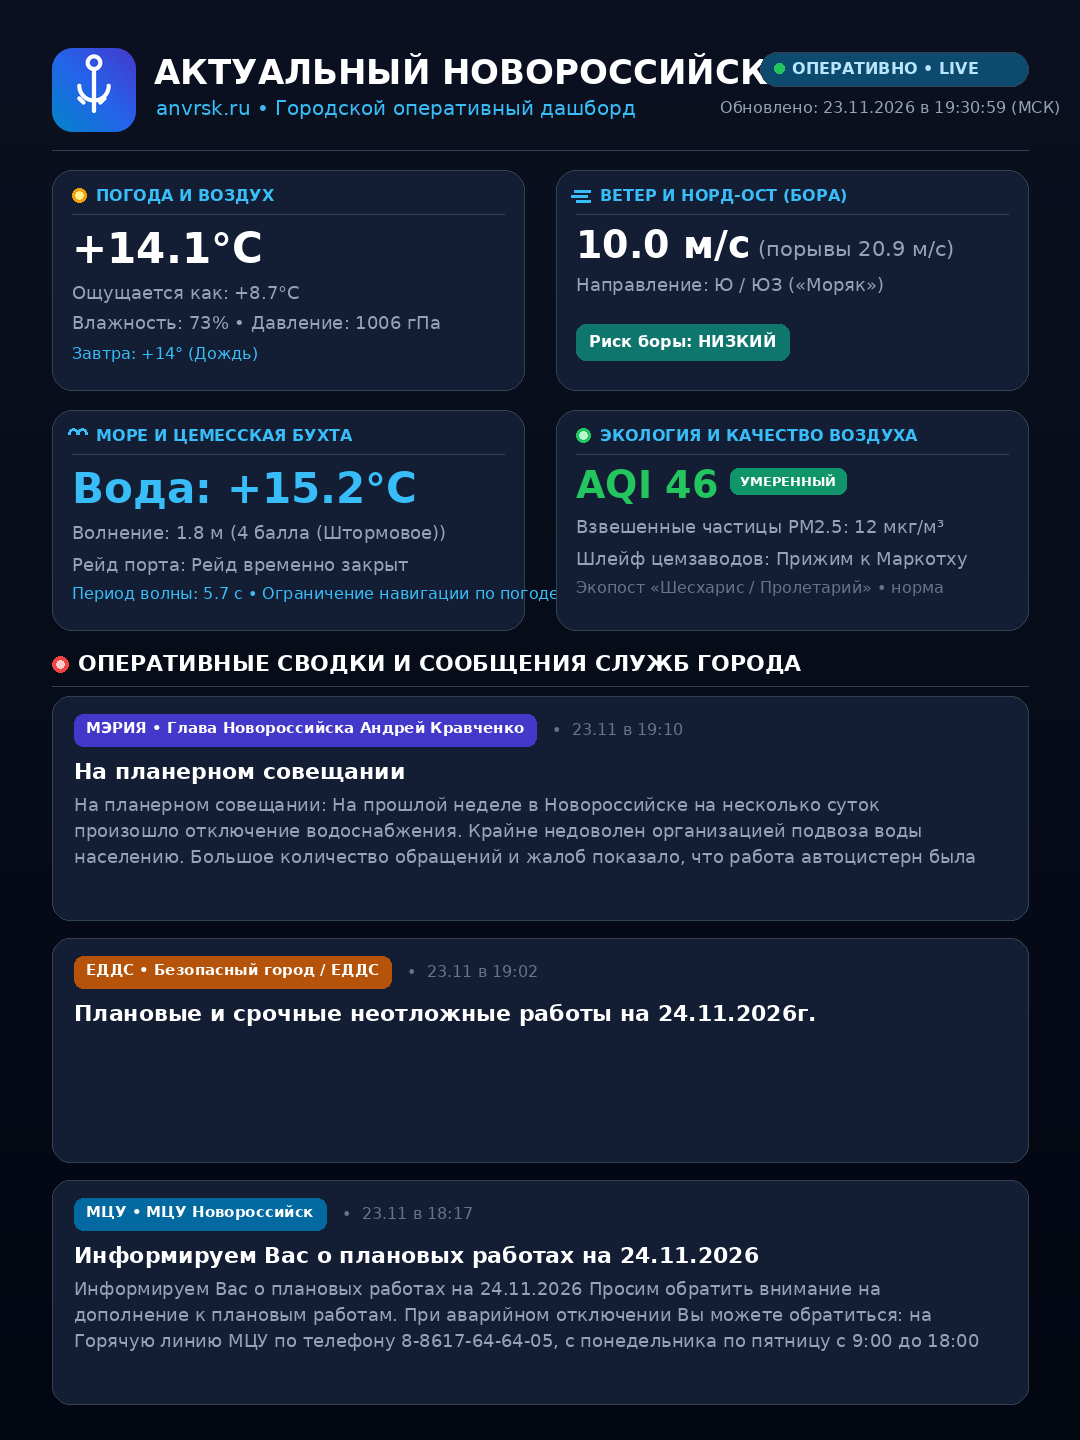 АКТУАЛЬНЫЙ НОВОРОССИЙСК
ОПЕРАТИВНО • LIVE
anvrsk.ru • Городской оперативный дашборд
Обновлено: 23.11.2026 в 19:30:59 (МСК)
ПОГОДА И ВОЗДУХ
+14.1°C
Ощущается как: +8.7°C
Влажность: 73% • Давление: 1006 гПа
Завтра: +14° (Дождь)
ВЕТЕР И НОРД-ОСТ (БОРА)
10.0 м/с (порывы 20.9 м/с)
Направление: Ю / ЮЗ («Моряк»)
Риск боры: НИЗКИЙ
МОРЕ И ЦЕМЕССКАЯ БУХТА
Вода: +15.2°C
Волнение: 1.8 м (4 балла (Штормовое))
Рейд порта: Рейд временно закрыт
Период волны: 5.7 с • Ограничение навигации по погоде
ЭКОЛОГИЯ И КАЧЕСТВО ВОЗДУХА
AQI 46 УМЕРЕННЫЙ
Взвешенные частицы PM2.5: 12 мкг/м³
Шлейф цемзаводов: Прижим к Маркотху
Экопост «Шесхарис / Пролетарий» • норма
ОПЕРАТИВНЫЕ СВОДКИ И СООБЩЕНИЯ СЛУЖБ ГОРОДА
МЭРИЯ • Глава Новороссийска Андрей Кравченко • 23.11 в 19:10
На планерном совещании
На планерном совещании: На прошлой неделе в Новороссийске на несколько суток
произошло отключение водоснабжения. Крайне недоволен организацией подвоза воды
населению. Большое количество обращений и жалоб показало, что работа автоцистерн была
ЕДДС • Безопасный город / ЕДДС • 23.11 в 19:02
Плановые и срочные неотложные работы на 24.11.2026г.
МЦУ • МЦУ Новороссийск • 23.11 в 18:17
Информируем Вас о плановых работах на 24.11.2026
Информируем Вас о плановых работах на 24.11.2026 Просим обратить внимание на
дополнение к плановым работам. При аварийном отключении Вы можете обратиться: на
Горячую линию МЦУ по телефону 8-8617-64-64-05, с понедельника по пятницу с 9:00 до 18:00